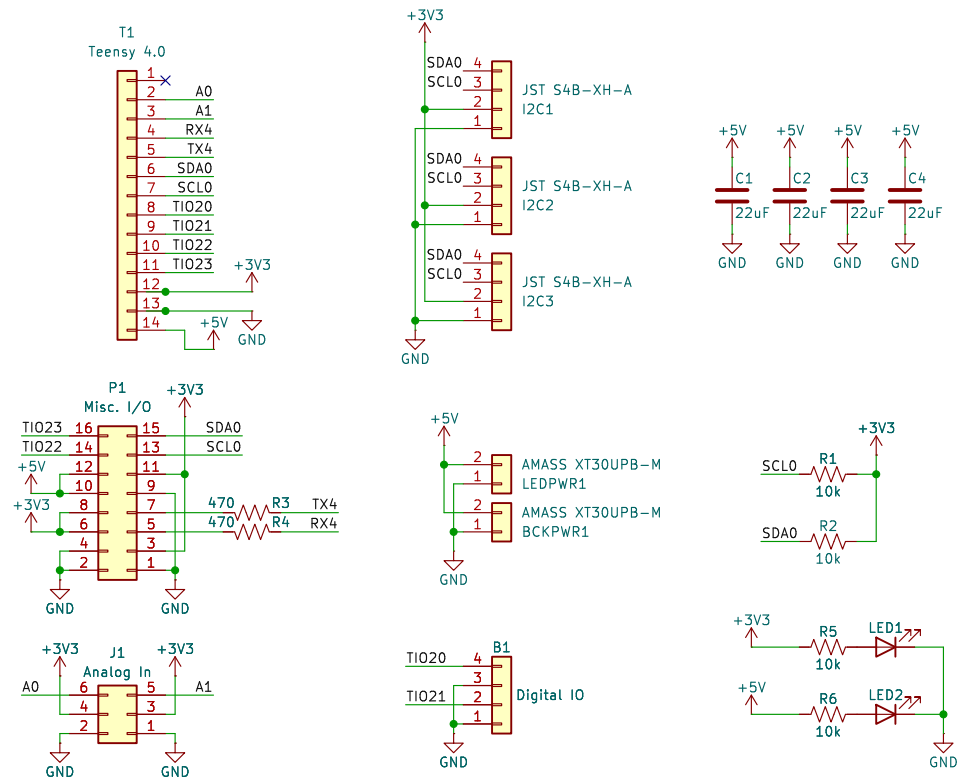 T1
Teensy 4.0
1
2 A0
3 A1
4 RX4
5 TX4
6 SDA0
7 SCL0
8 TIO20
9 TIO21
10 TIO22
11 TIO23
12 +3V3
13
14 +5V
GND
+3V3
SDA0 4
SCL0 3
2
1
JST S4B-XH-A
I2C1
SDA0 4
SCL0 3
2
1
JST S4B-XH-A
I2C2
SDA0 4
SCL0 3
2
1
JST S4B-XH-A
I2C3
GND
+5V +5V +5V +5V
C1 C2 C3 C4
22uF 22uF 22uF 22uF
GND GND GND GND
P1
Misc. I/O
+3V3
TIO23 16 15 SDA0
TIO22 14 13 SCL0
+5V 12 11
10 9
+3V3 8 7 470 R3 TX4
6 5 470 R4 RX4
4 3
2 1
GND GND
+5V
2
1
AMASS XT30UPB-M
LEDPWR1
2
1
AMASS XT30UPB-M
BCKPWR1
GND
+3V3
SCL0 R1
10k
SDA0 R2
10k
J1
Analog In
+3V3 +3V3
A0 6 5 A1
4 3
2 1
GND GND
B1
TIO20 4
3
TIO21 2
1
Digital IO
GND
+3V3 R5 LED1
10k
+5V R6 LED2
10k
GND